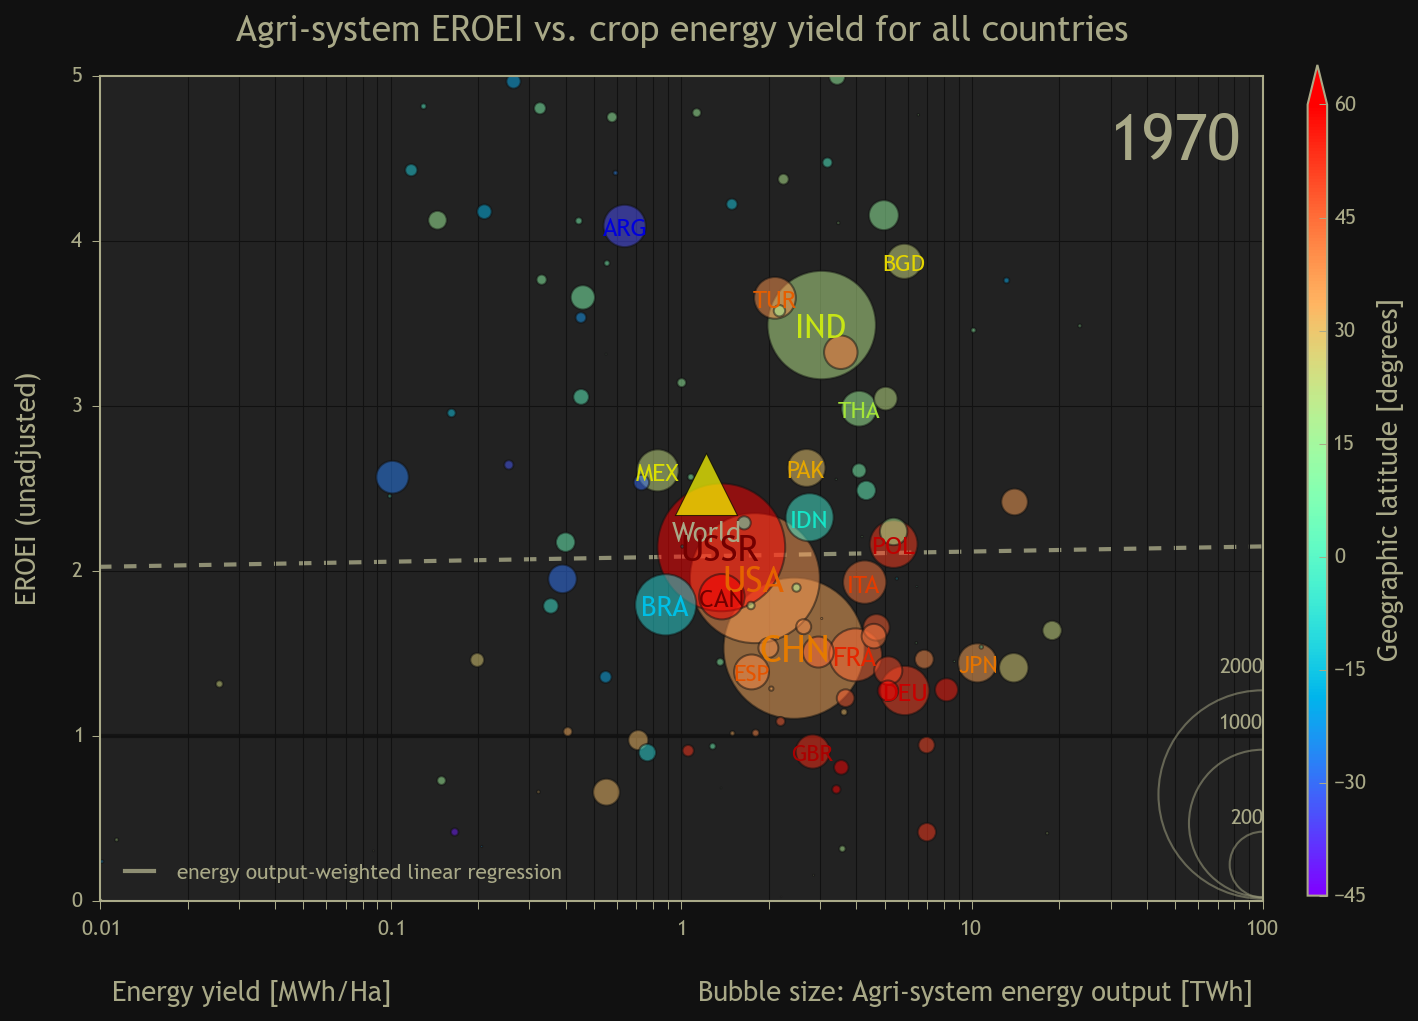 Agri-system EROEI vs. crop energy yield for all countries
1970
5
4
3
2
1
0
EROEI (unadjusted)
ARG
BGD
TUR
IND
THA
MEX
PAK
IDN
World
USSR
POL
USA
ITA
CAN
BRA
CHN
FRA
JPN
ESP
DEU
GBR
2000
1000
200
energy output-weighted linear regression
0.01
0.1
1
10
100
Energy yield [MWh/Ha]
Bubble size: Agri-system energy output [TWh]
60
45
30
15
0
−15
−30
−45
Geographic latitude [degrees]